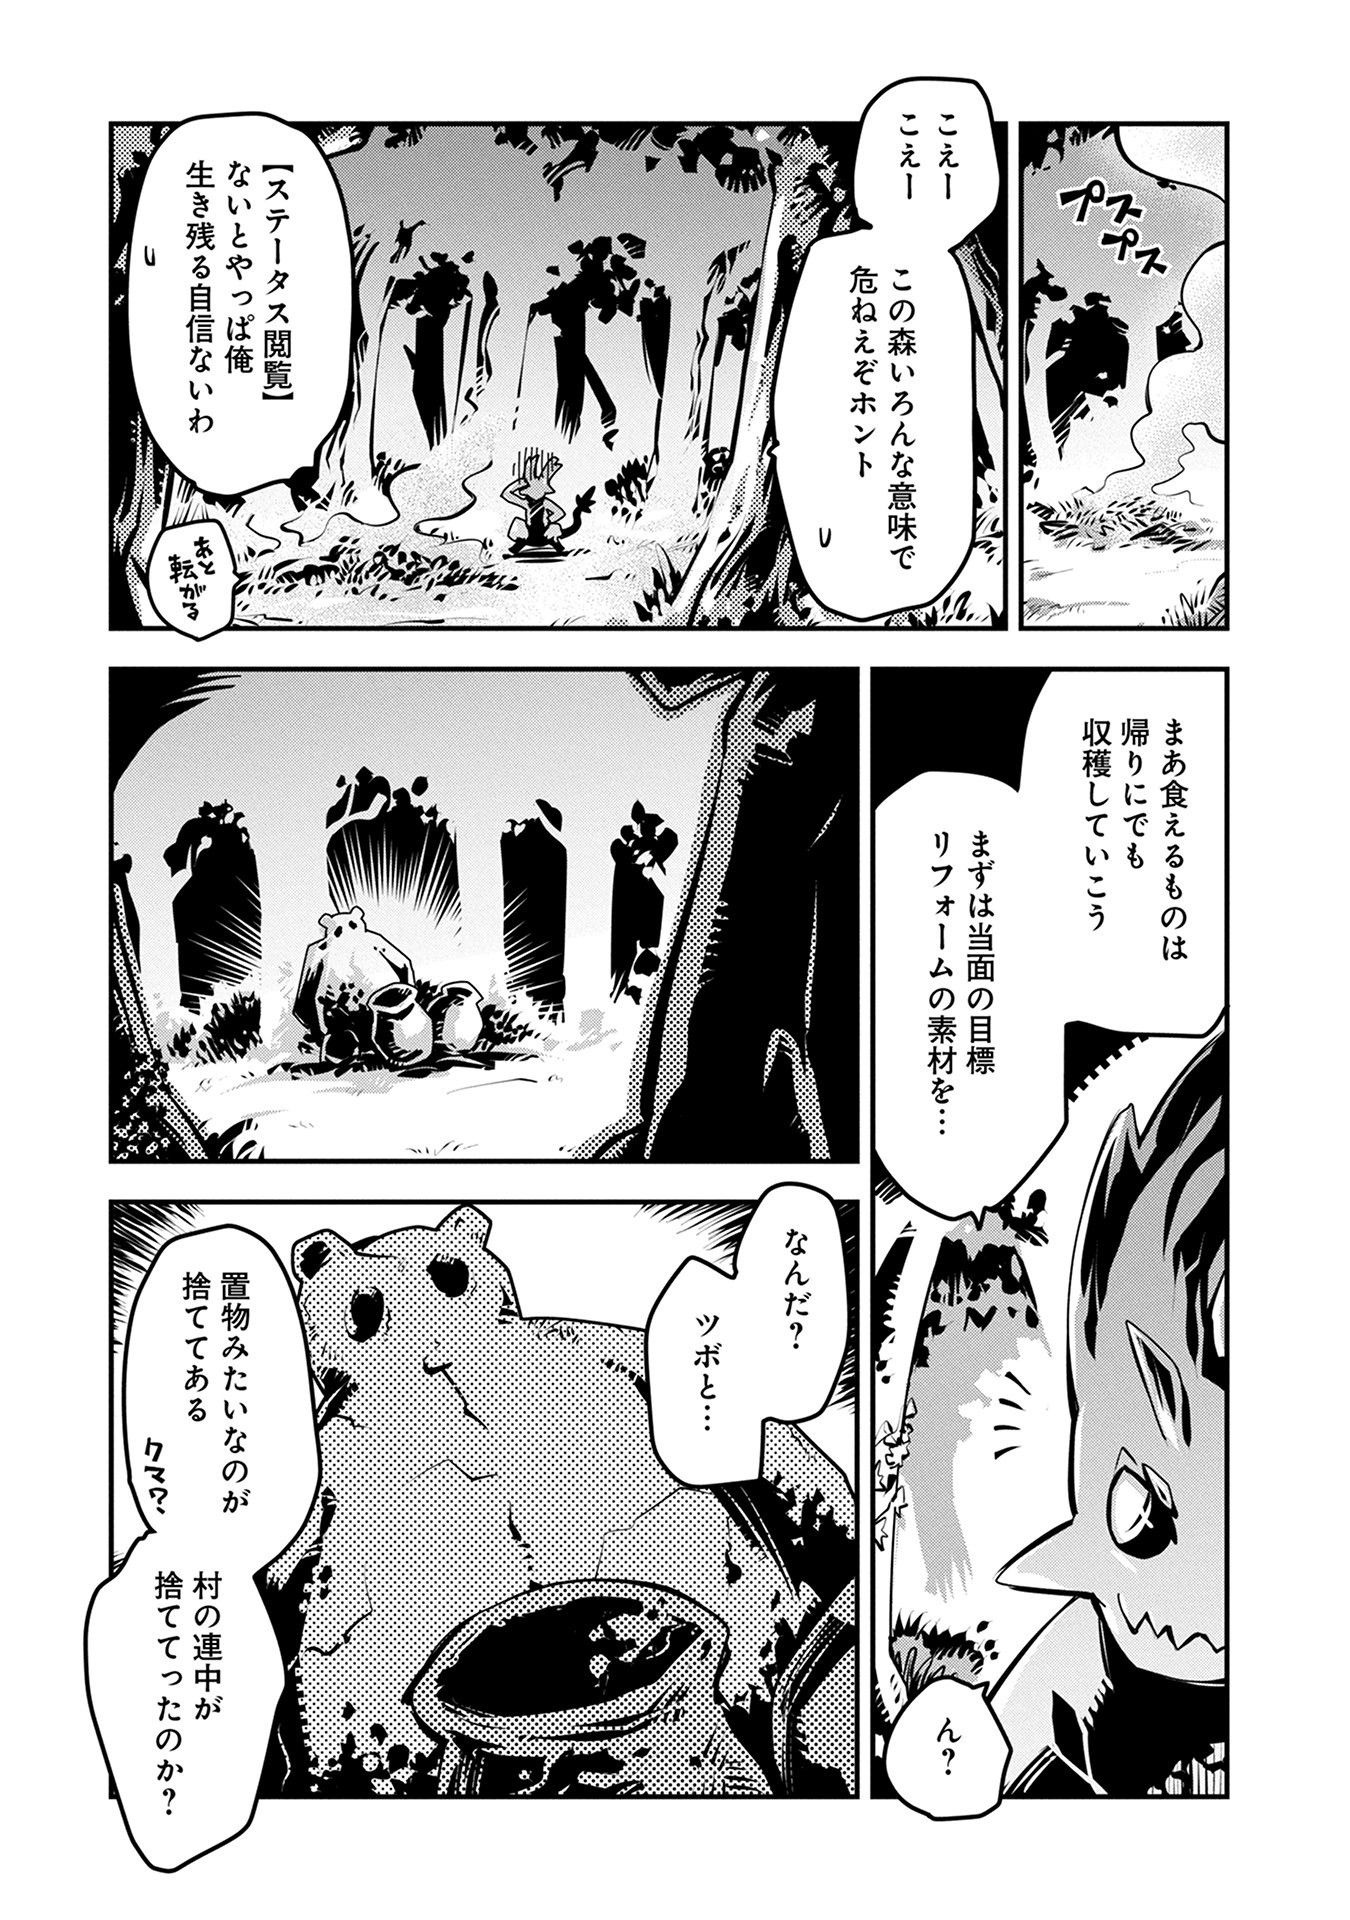 プスプス
こえー
こえー
この森いろんな意味で
危ねえぞホント
【ステータス閲覧】
ないとやっぱ俺
生き残る自信ないわ
あと
転がる
まあ食えるものは
帰りにでも
収穫していこう
まずは当面の目標
リフォームの素材を…
ん?
なんだ?
ツボと…
置物みたいなのが
捨ててある
クマ?
村の連中が
捨ててったのか?